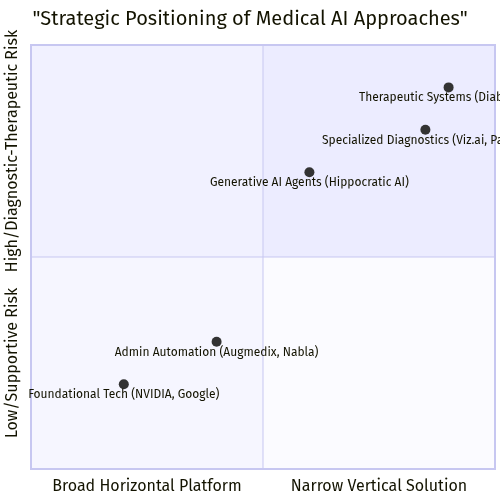 "Strategic Positioning of Medical AI Approaches"
High/Diagnostic-Therapeutic Risk
Therapeutic Systems (Diab
Specialized Diagnostics (Viz.ai, Pa
Generative AI Agents (Hippocratic AI)
Low/Supportive Risk
Admin Automation (Augmedix, Nabla)
Foundational Tech (NVIDIA, Google)
Broad Horizontal Platform
Narrow Vertical Solution